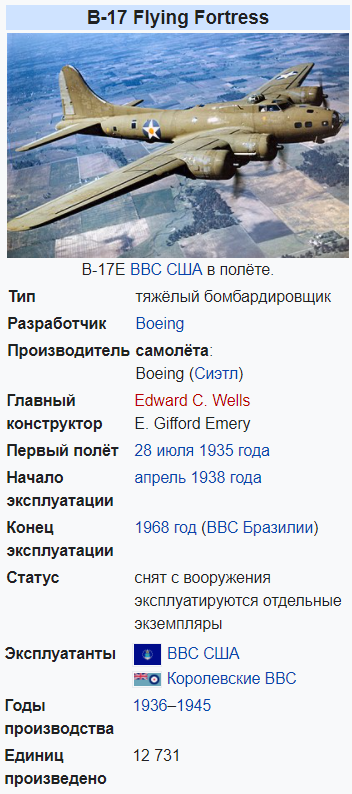 B-17 Flying Fortress
B-17E ВВС США в полёте.
Тип тяжёлый бомбардировщик
Разработчик Boeing
Производитель самолёта:
Boeing (Сиэтл)
Главный Edward C. Wells
конструктор E. Gifford Emery
Первый полёт 28 июля 1935 года
Начало апрель 1938 года
эксплуатации
Конец 1968 год (ВВС Бразилии)
эксплуатации
Статус снят с вооружения
эксплуатируются отдельные
экземпляры
Эксплуатанты ВВС США
Королевские ВВС
Годы 1936–1945
производства
Единиц 12 731
произведено